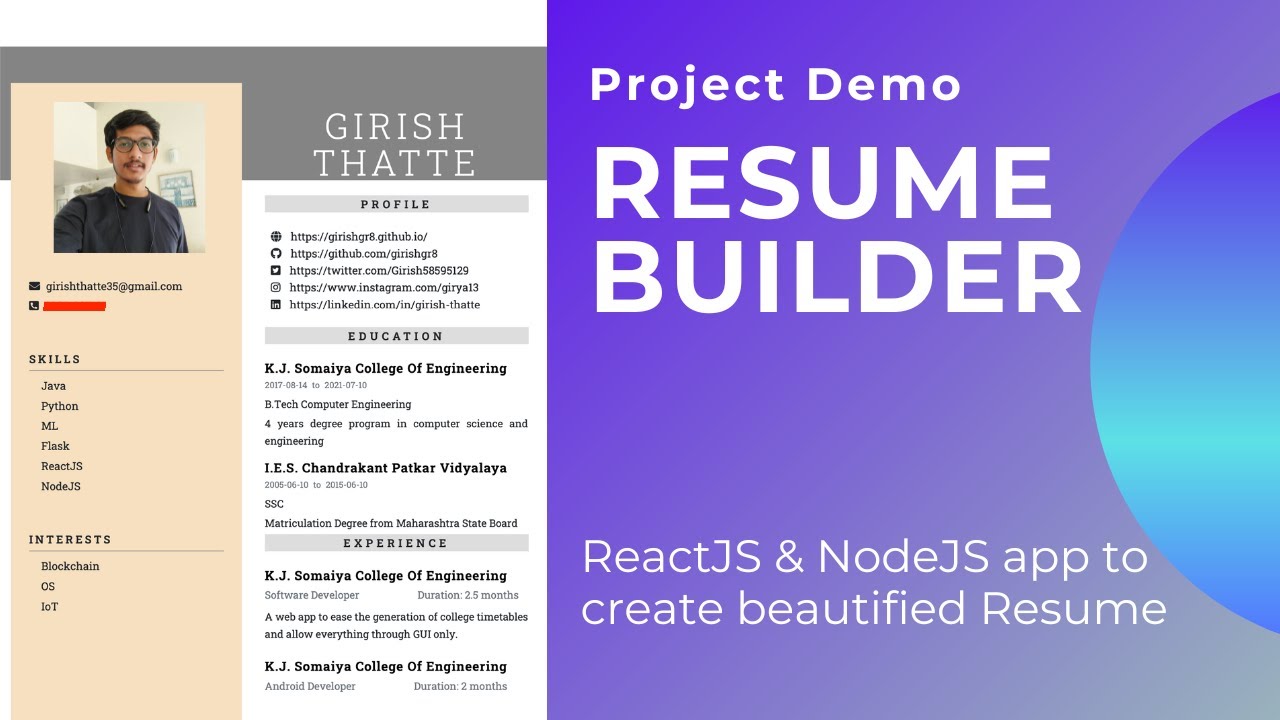 GIRISH
THATTE
girishthatte35@gmail.com
SKILLS
Java
Python
ML
Flask
ReactJS
NodeJS
INTERESTS
Blockchain
OS
IoT
PROFILE
https://girishgr8.github.io/
https://github.com/girishgr8
https://twitter.com/Girish58595129
https://www.instagram.com/girya13
https://linkedin.com/in/girish-thatte
EDUCATION
K.J. Somaiya College Of Engineering
2017-08-14 to 2021-07-10
B.Tech Computer Engineering
4 years degree program in computer science and
engineering
I.E.S. Chandrakant Patkar Vidyalaya
2005-06-10 to 2015-06-10
SSC
Matriculation Degree from Maharashtra State Board
EXPERIENCE
K.J. Somaiya College Of Engineering
Software Developer Duration: 2.5 months
A web app to ease the generation of college timetables
and allow everything through GUI only.
K.J. Somaiya College Of Engineering
Android Developer Duration: 2 months
Project Demo
RESUME
BUILDER
ReactJS & NodeJS app to
create beautified Resume